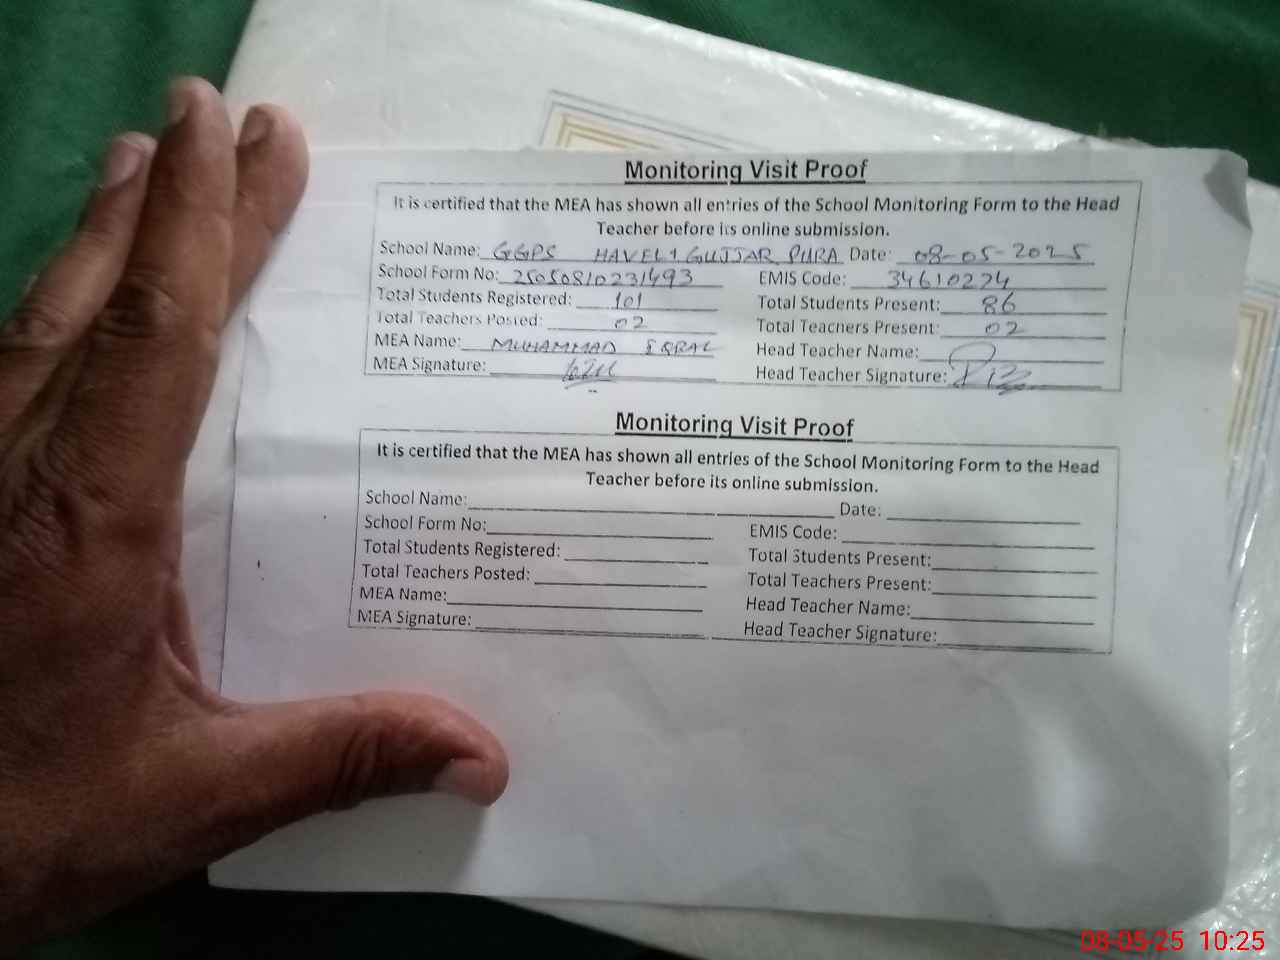 Monitoring Visit Proof
It is certified that the MEA has shown all entries of the School Monitoring Form to the Head
Teacher before its online submission.
School Name: GGPS HAVELI GUJJAR PURA Date: 08-05-2025
School Form No: 25050810231493 EMIS Code: 34610274
Total Students Registered: 101 Total Students Present: 86
Total Teachers Posted: 02 Total Teachers Present: 02
MEA Name: MUHAMMAD IQBAL Head Teacher Name:
MEA Signature: Head Teacher Signature:
Monitoring Visit Proof
It is certified that the MEA has shown all entries of the School Monitoring Form to the Head
Teacher before its online submission.
School Name: Date:
School Form No: EMIS Code:
Total Students Registered: Total Students Present:
Total Teachers Posted: Total Teachers Present:
MEA Name: Head Teacher Name:
MEA Signature: Head Teacher Signature:
08-05-25 10:25